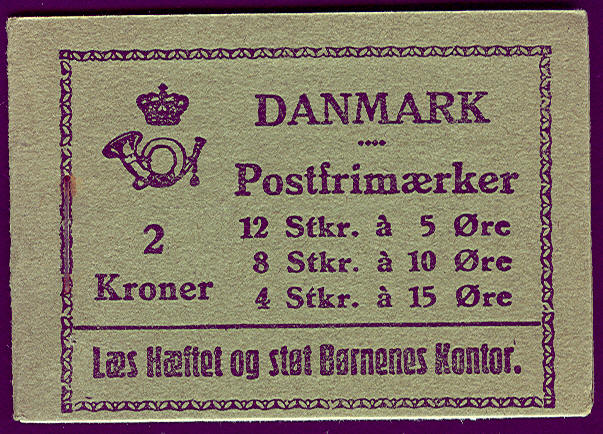 DANMARK
Postfrimærker
2
Kroner
12 Stkr. à 5 Øre
8 Stkr. à 10 Øre
4 Stkr. à 15 Øre
Læs Hæftet og støt Børnenes Kontor.